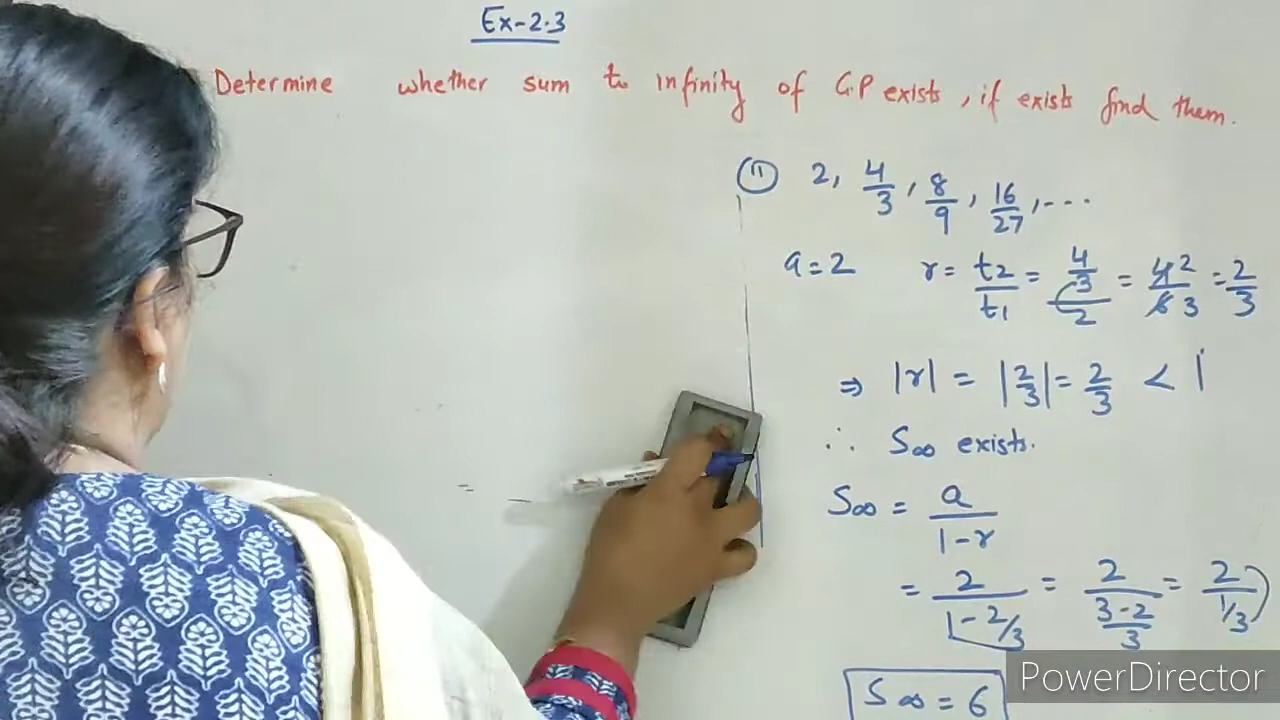 Ex-2.3
Determine whether sum to infinity of G.P exists, if exists find them.
(ii) 2, 4/3, 8/9, 16/27, ...
a = 2 r = t2/t1 = (4/3)/2 = 4 2/6 3 = 2/3
⇒ |r| = |2/3| = 2/3 < 1
∴ S∞ exists.
S∞ = a/(1-r)
= 2/(1-2/3) = 2/((3-2)/3) = 2/(1/3)
S∞ = 6
PowerDirector